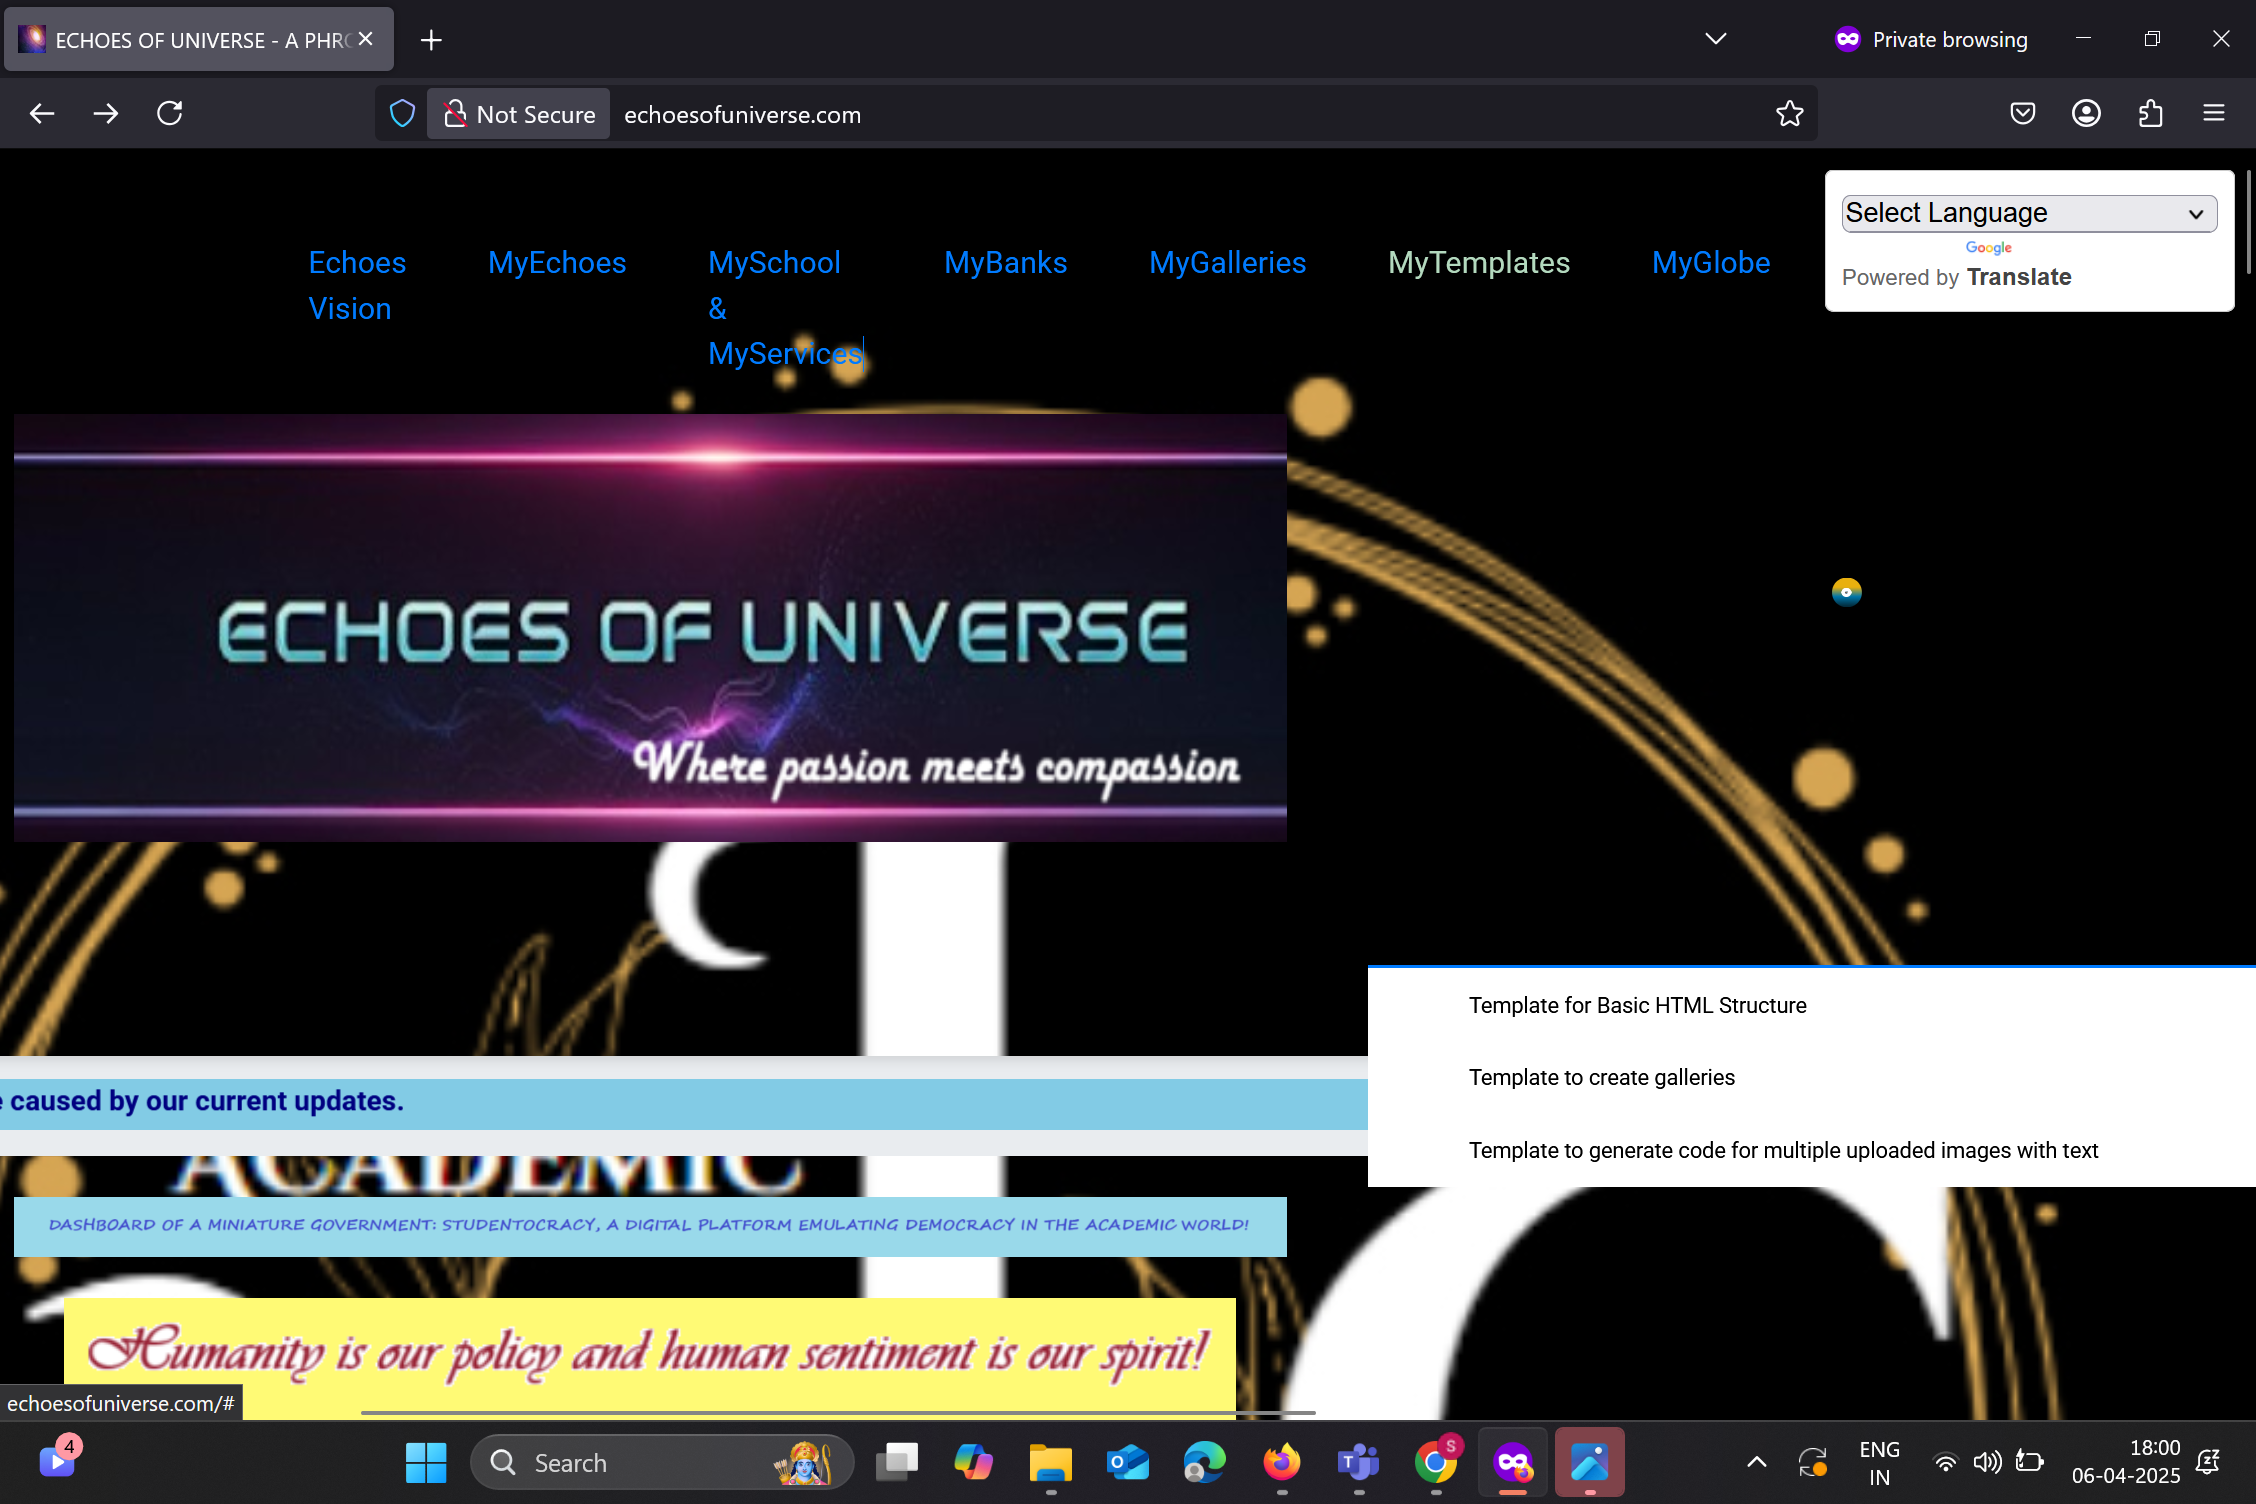 ECHOES OF UNIVERSE - A PHRO
Private browsing
Not Secure
echoesofuniverse.com
Select Language
Google
Powered by Translate
Echoes Vision
MyEchoes
MySchool & MyServices
MyBanks
MyGalleries
MyTemplates
MyGlobe
ECHOES OF UNIVERSE
Where passion meets compassion
Template for Basic HTML Structure
Template to create galleries
Template to generate code for multiple uploaded images with text
caused by our current updates.
ACADEMIC
DASHBOARD OF A MINIATURE GOVERNMENT: STUDENTOCRACY, A DIGITAL PLATFORM EMULATING DEMOCRACY IN THE ACADEMIC WORLD!
Humanity is our policy and human sentiment is our spirit!
echoesofuniverse.com/#
4
Search
S
ENG
IN
18:00
06-04-2025